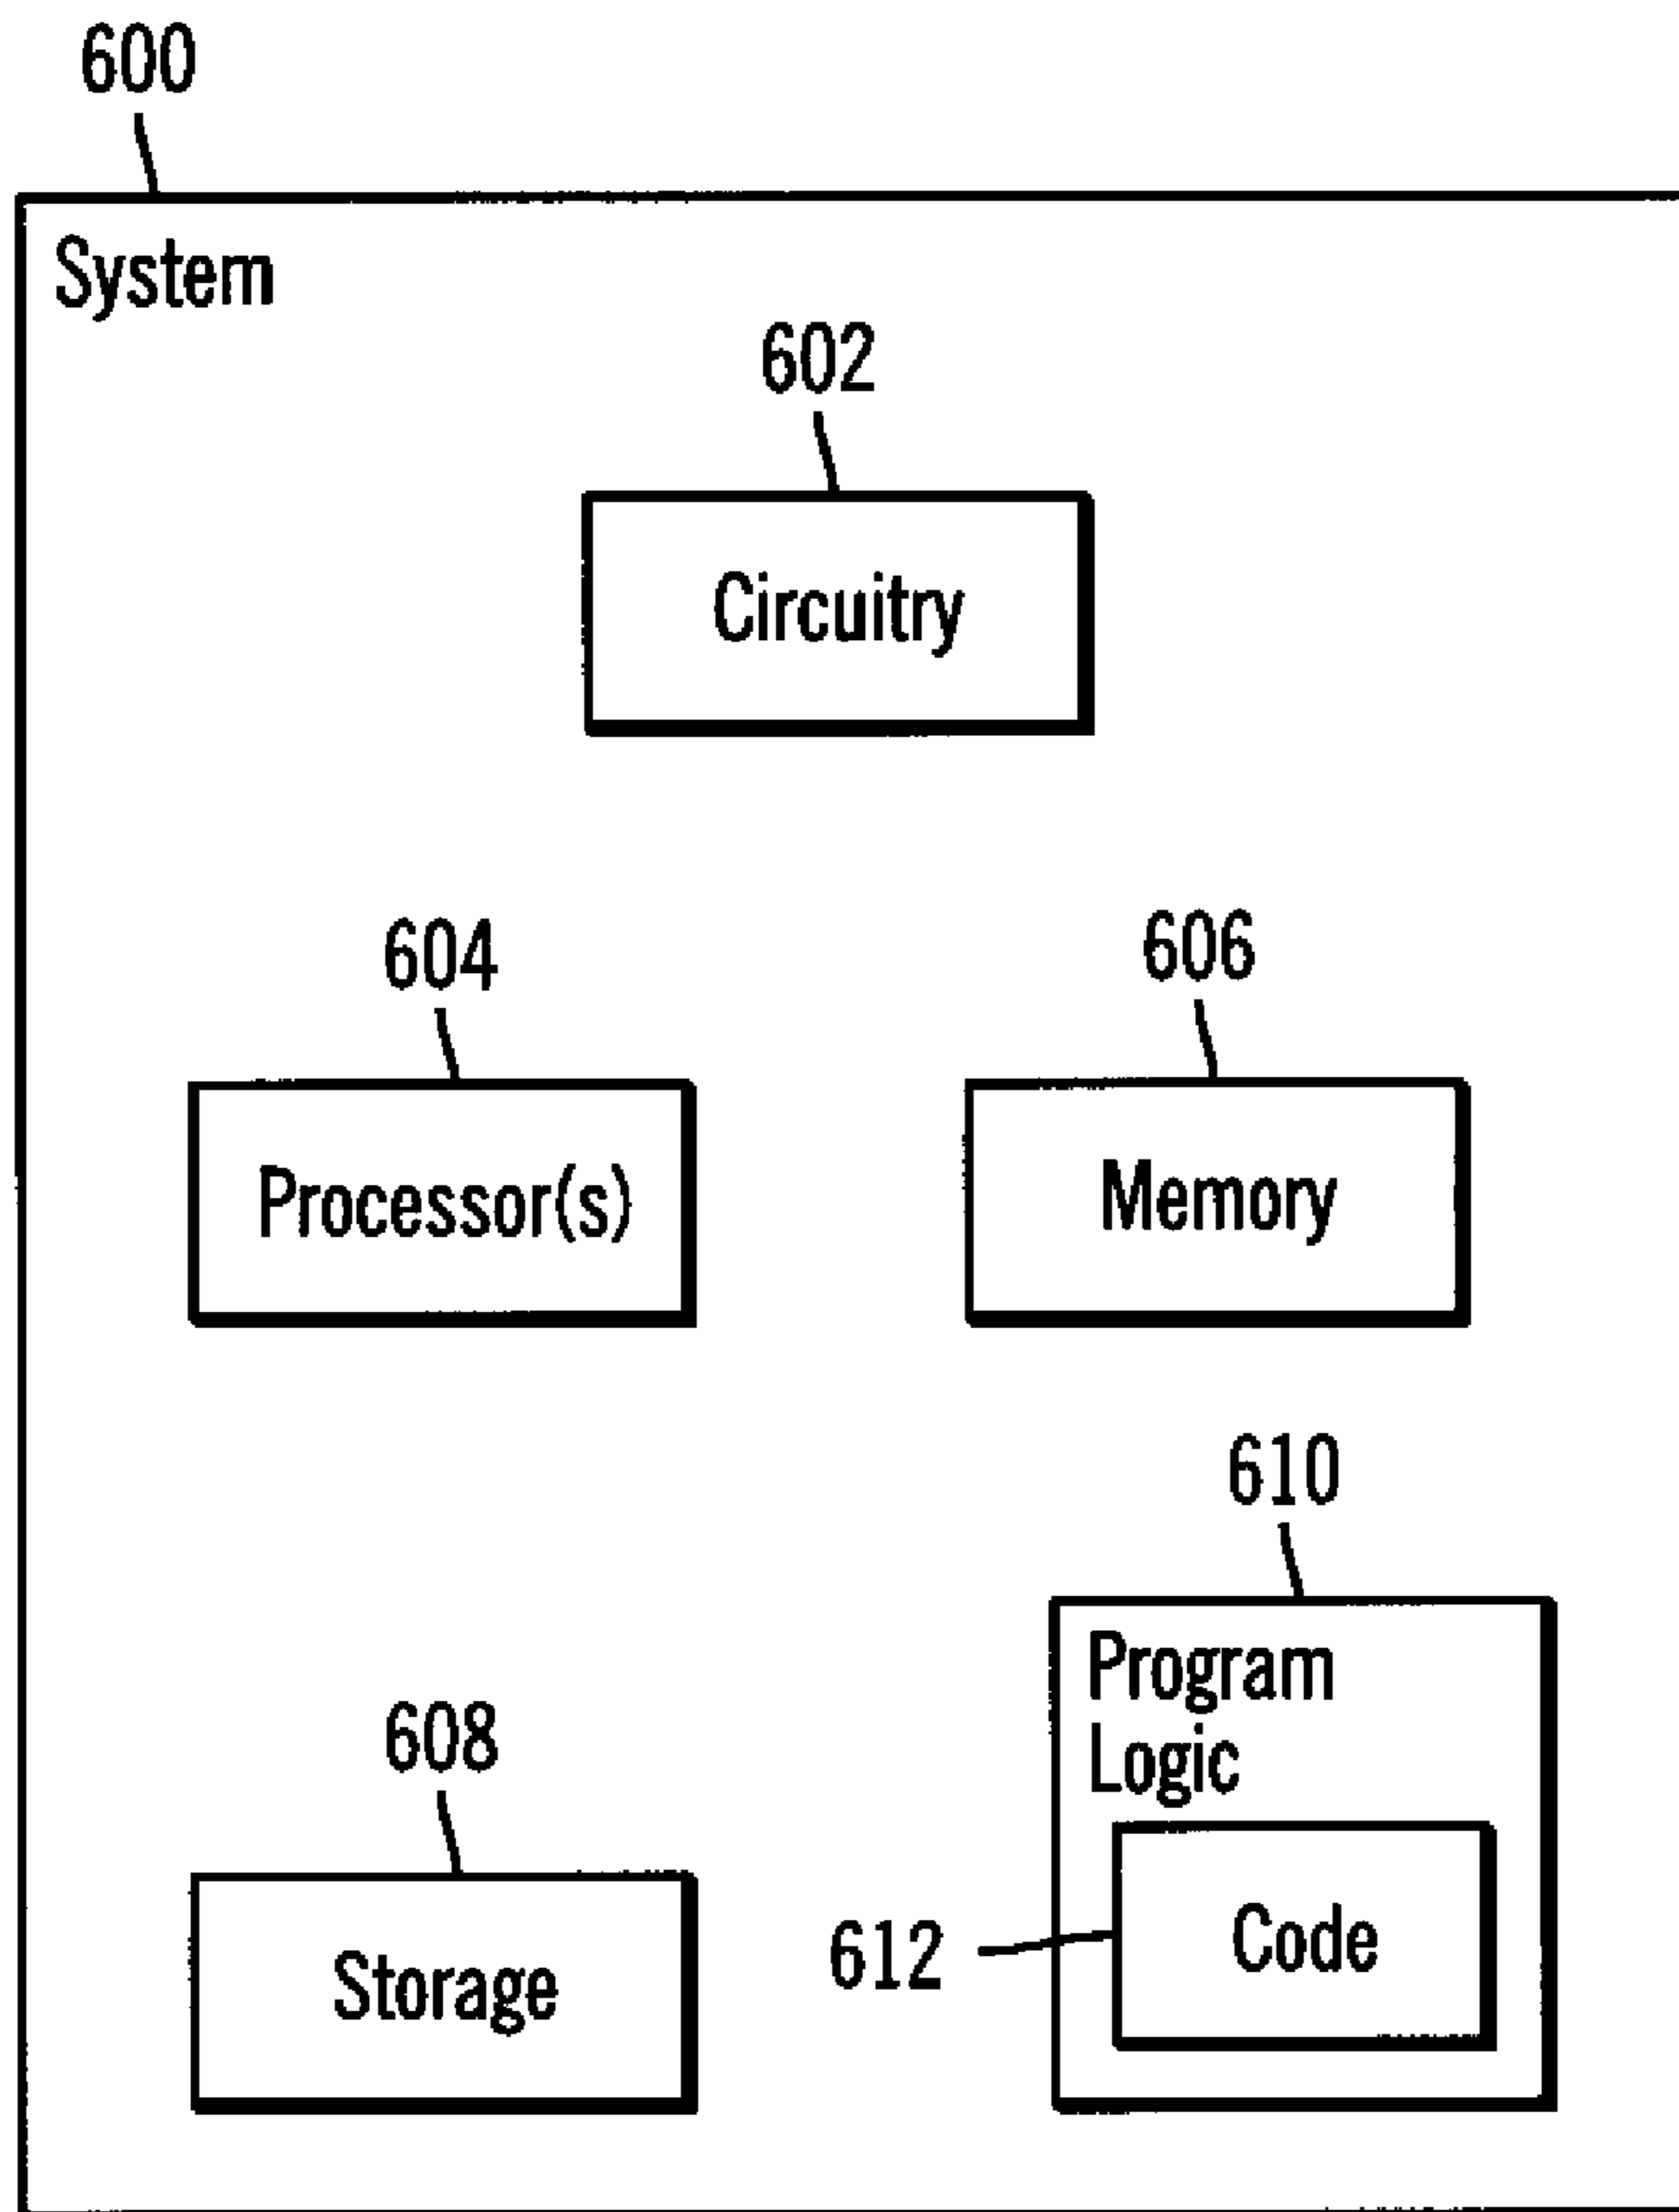 600
System
602
Circuitry
604
606
Processor(s)
Memory
610
Program
Logic
608
612
Code
Storage